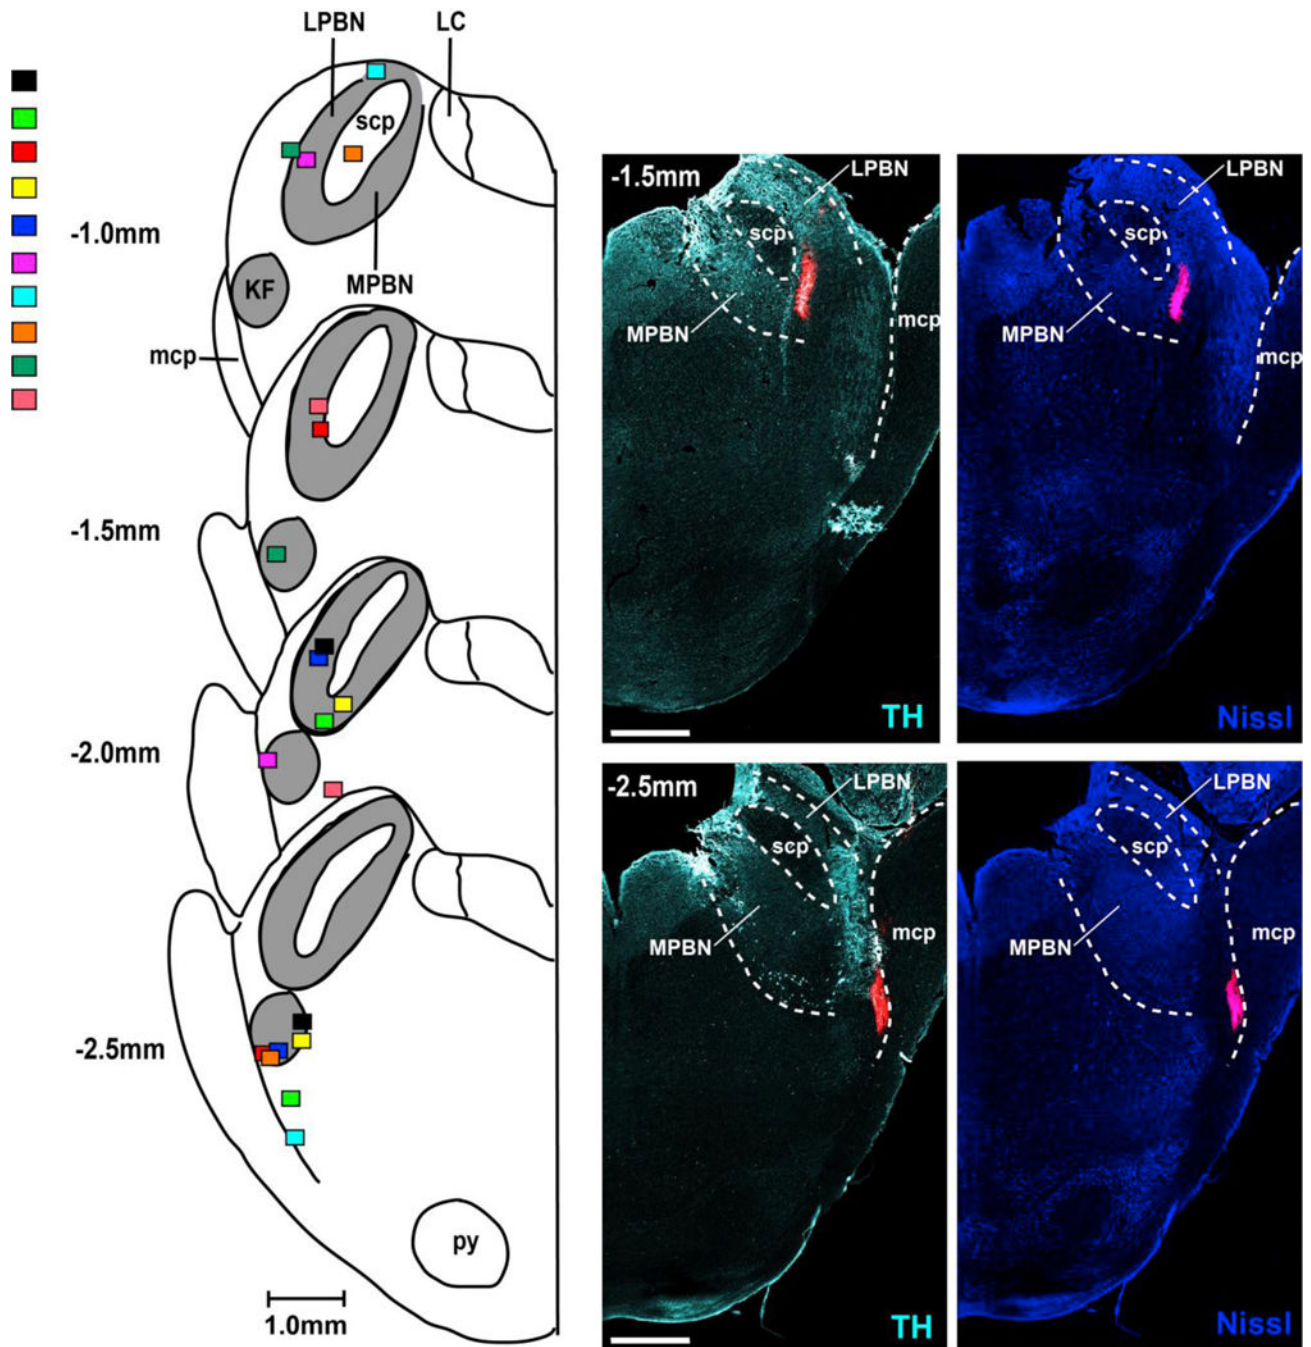 LPBN
LC
scp
-1.0mm
KF
MPBN
mcp
-1.5mm
-2.0mm
-2.5mm
py
1.0mm
-1.5mm
LPBN
scp
MPBN
mcp
TH
LPBN
scp
MPBN
mcp
Nissl
-2.5mm
LPBN
scp
MPBN
mcp
TH
LPBN
scp
MPBN
mcp
Nissl